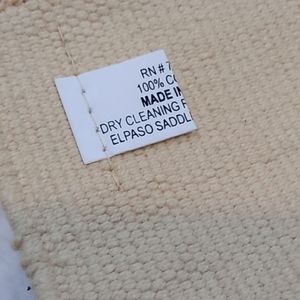 RN # 7
100% CO
MADE IN
DRY CLEANING R
ELPASO SADDL